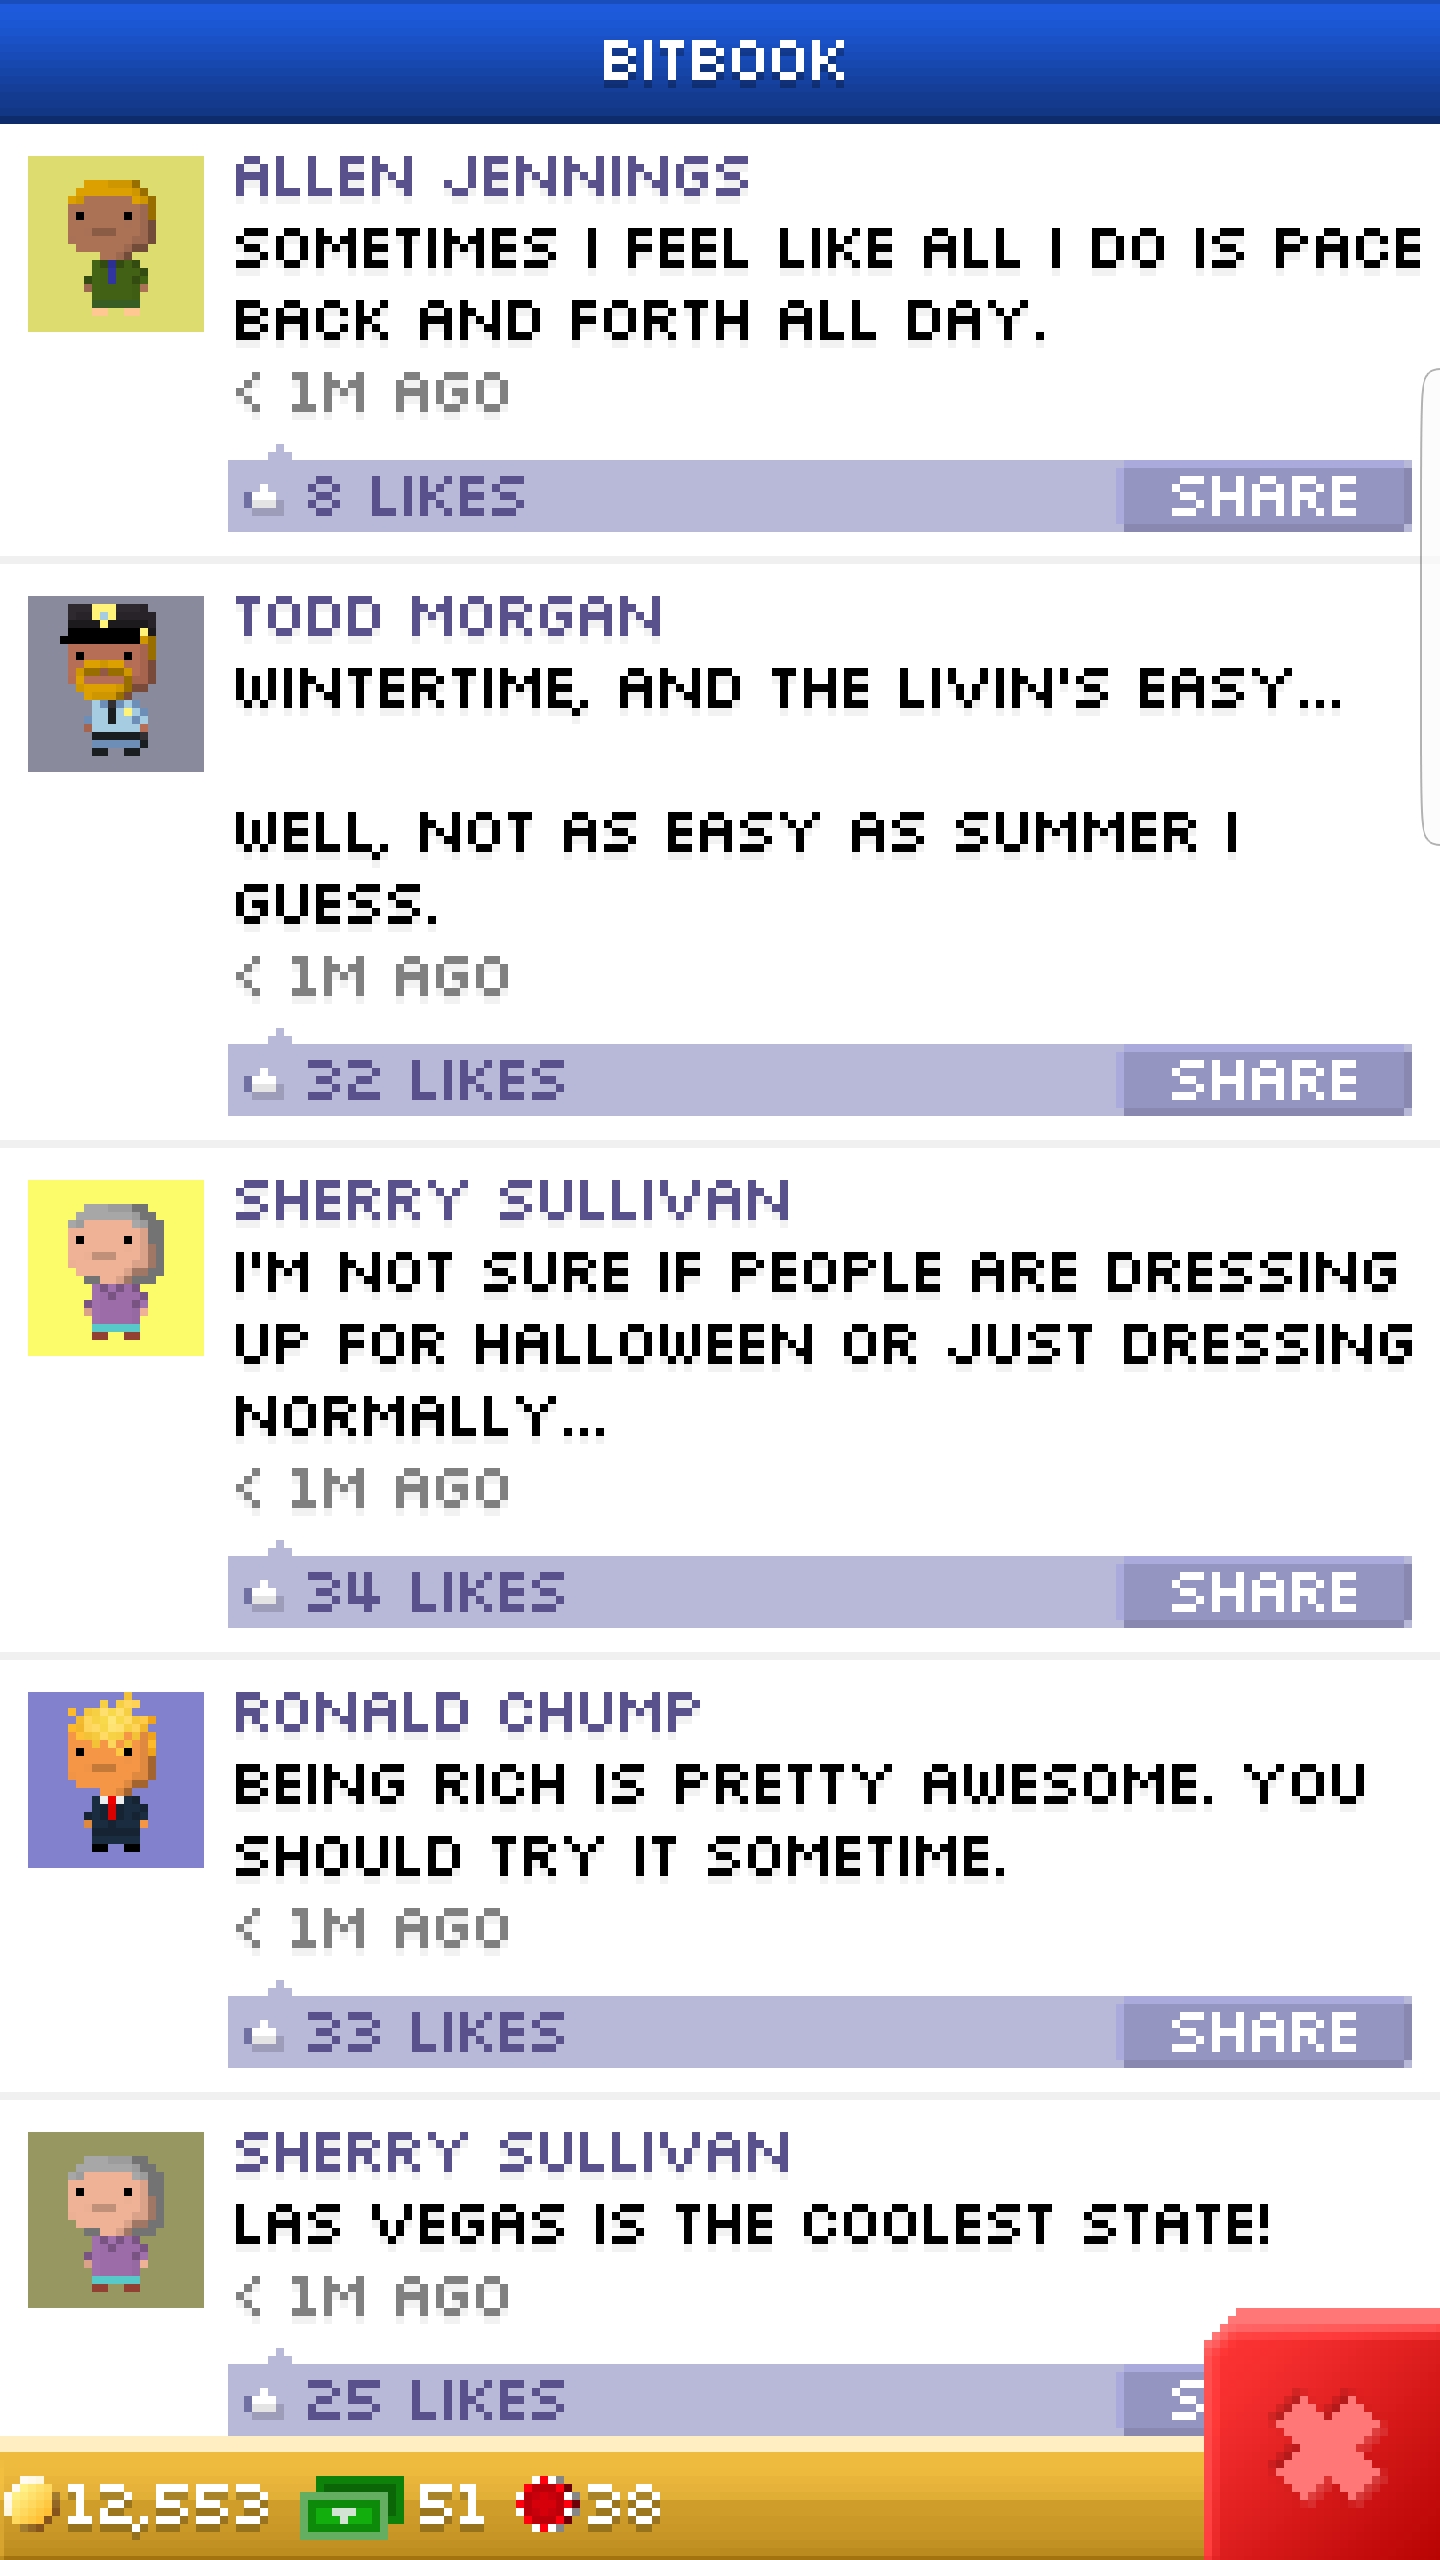 BITBOOK
ALLEN JENNINGS
SOMETIMES I FEEL LIKE ALL I DO IS PACE
BACK AND FORTH ALL DAY.
< 1M AGO
8 LIKES
SHARE
TODD MORGAN
WINTERTIME, AND THE LIVIN'S EASY...
WELL, NOT AS EASY AS SUMMER I
GUESS.
< 1M AGO
32 LIKES
SHARE
SHERRY SULLIVAN
I'M NOT SURE IF PEOPLE ARE DRESSING
UP FOR HALLOWEEN OR JUST DRESSING
NORMALLY...
< 1M AGO
34 LIKES
SHARE
RONALD CHUMP
BEING RICH IS PRETTY AWESOME. YOU
SHOULD TRY IT SOMETIME.
< 1M AGO
33 LIKES
SHARE
SHERRY SULLIVAN
LAS VEGAS IS THE COOLEST STATE!
< 1M AGO
25 LIKES
S
12,553 51 38